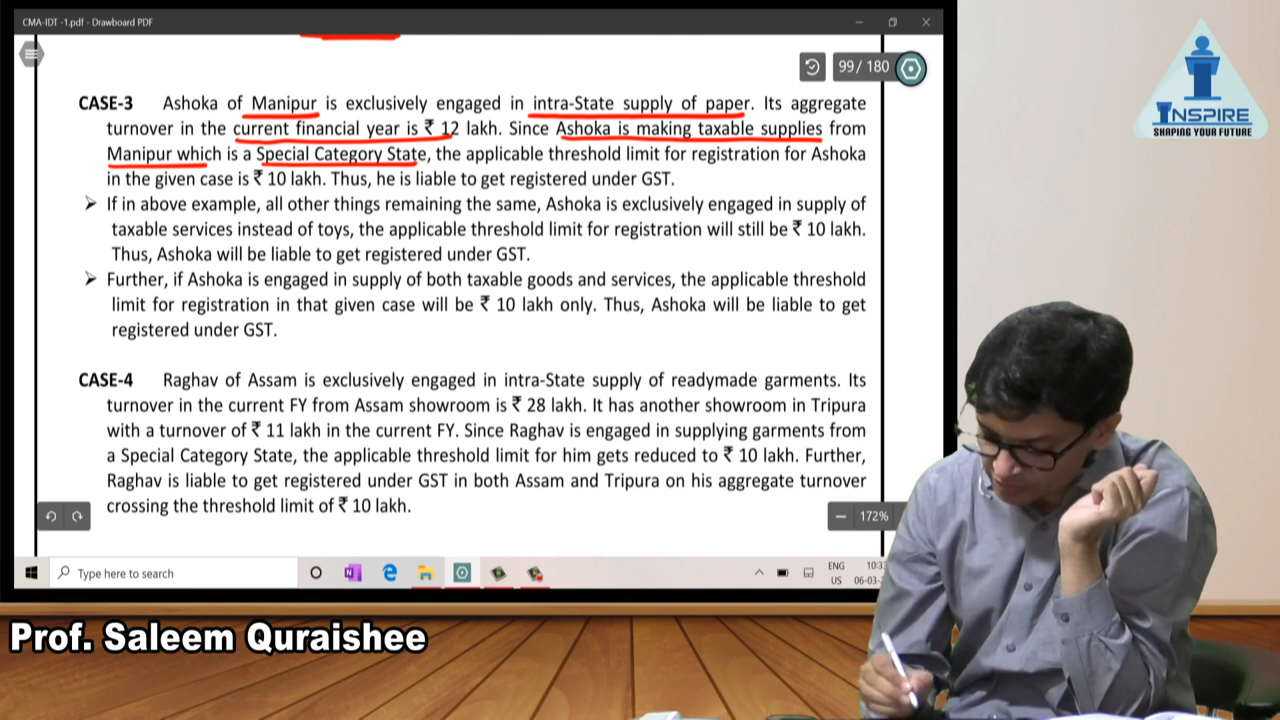 CMA-IDT -1.pdf - Drawboard PDF
99 / 180
INSPIRE
SHAPING YOUR FUTURE
CASE-3 Ashoka of Manipur is exclusively engaged in intra-State supply of paper. Its aggregate
turnover in the current financial year is ₹ 12 lakh. Since Ashoka is making taxable supplies from
Manipur which is a Special Category State, the applicable threshold limit for registration for Ashoka
in the given case is ₹ 10 lakh. Thus, he is liable to get registered under GST.
➢ If in above example, all other things remaining the same, Ashoka is exclusively engaged in supply of
taxable services instead of toys, the applicable threshold limit for registration will still be ₹ 10 lakh.
Thus, Ashoka will be liable to get registered under GST.
➢ Further, if Ashoka is engaged in supply of both taxable goods and services, the applicable threshold
limit for registration in that given case will be ₹ 10 lakh only. Thus, Ashoka will be liable to get
registered under GST.
CASE-4 Raghav of Assam is exclusively engaged in intra-State supply of readymade garments. Its
turnover in the current FY from Assam showroom is ₹ 28 lakh. It has another showroom in Tripura
with a turnover of ₹ 11 lakh in the current FY. Since Raghav is engaged in supplying garments from
a Special Category State, the applicable threshold limit for him gets reduced to ₹ 10 lakh. Further,
Raghav is liable to get registered under GST in both Assam and Tripura on his aggregate turnover
crossing the threshold limit of ₹ 10 lakh.
172%
Type here to search
ENG
US
Prof. Saleem Quraishee